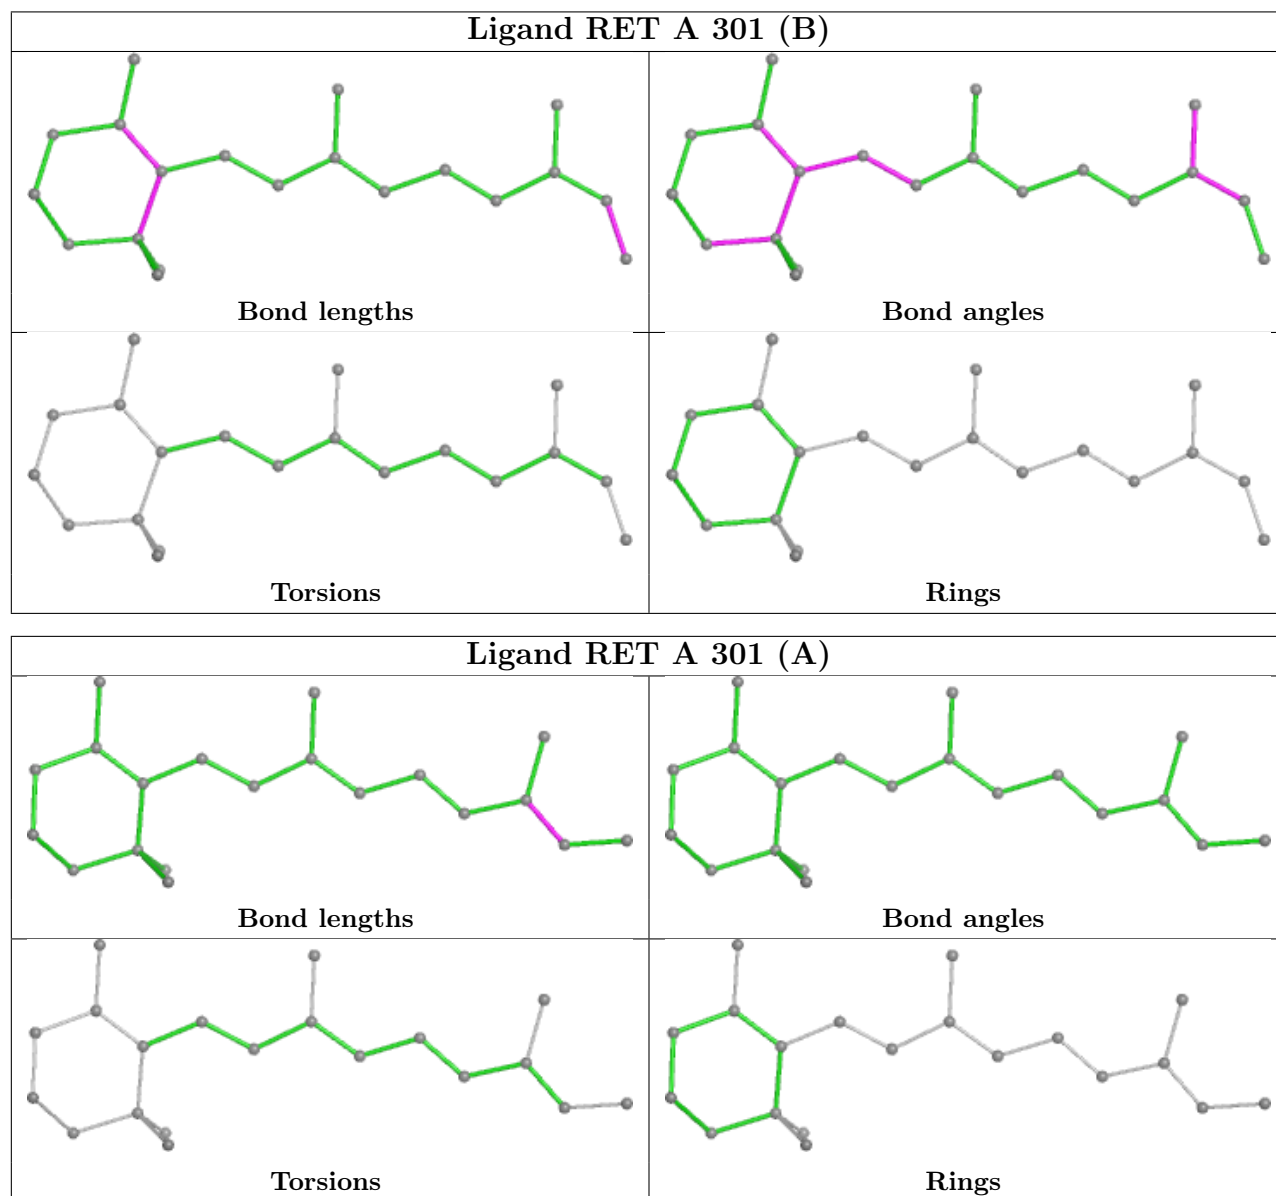 Ligand RET A 301 (B)
Bond lengths
Bond angles
Torsions
Rings
Ligand RET A 301 (A)
Bond lengths
Bond angles
Torsions
Rings